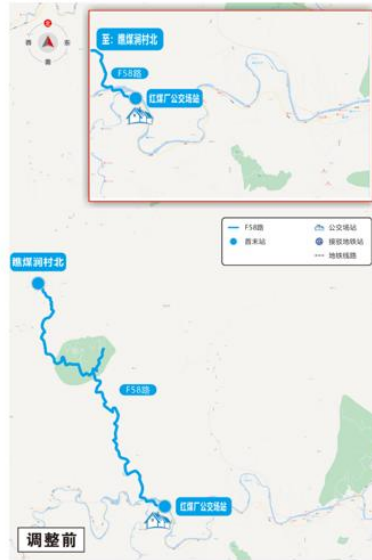 北
西
东
南
至：樵煤涧村北
F58路
红煤厂公交场站
F58路
公交场站
首末站
接驳地铁站
地铁线路
樵煤涧村北
F58路
红煤厂公交场站
调整前